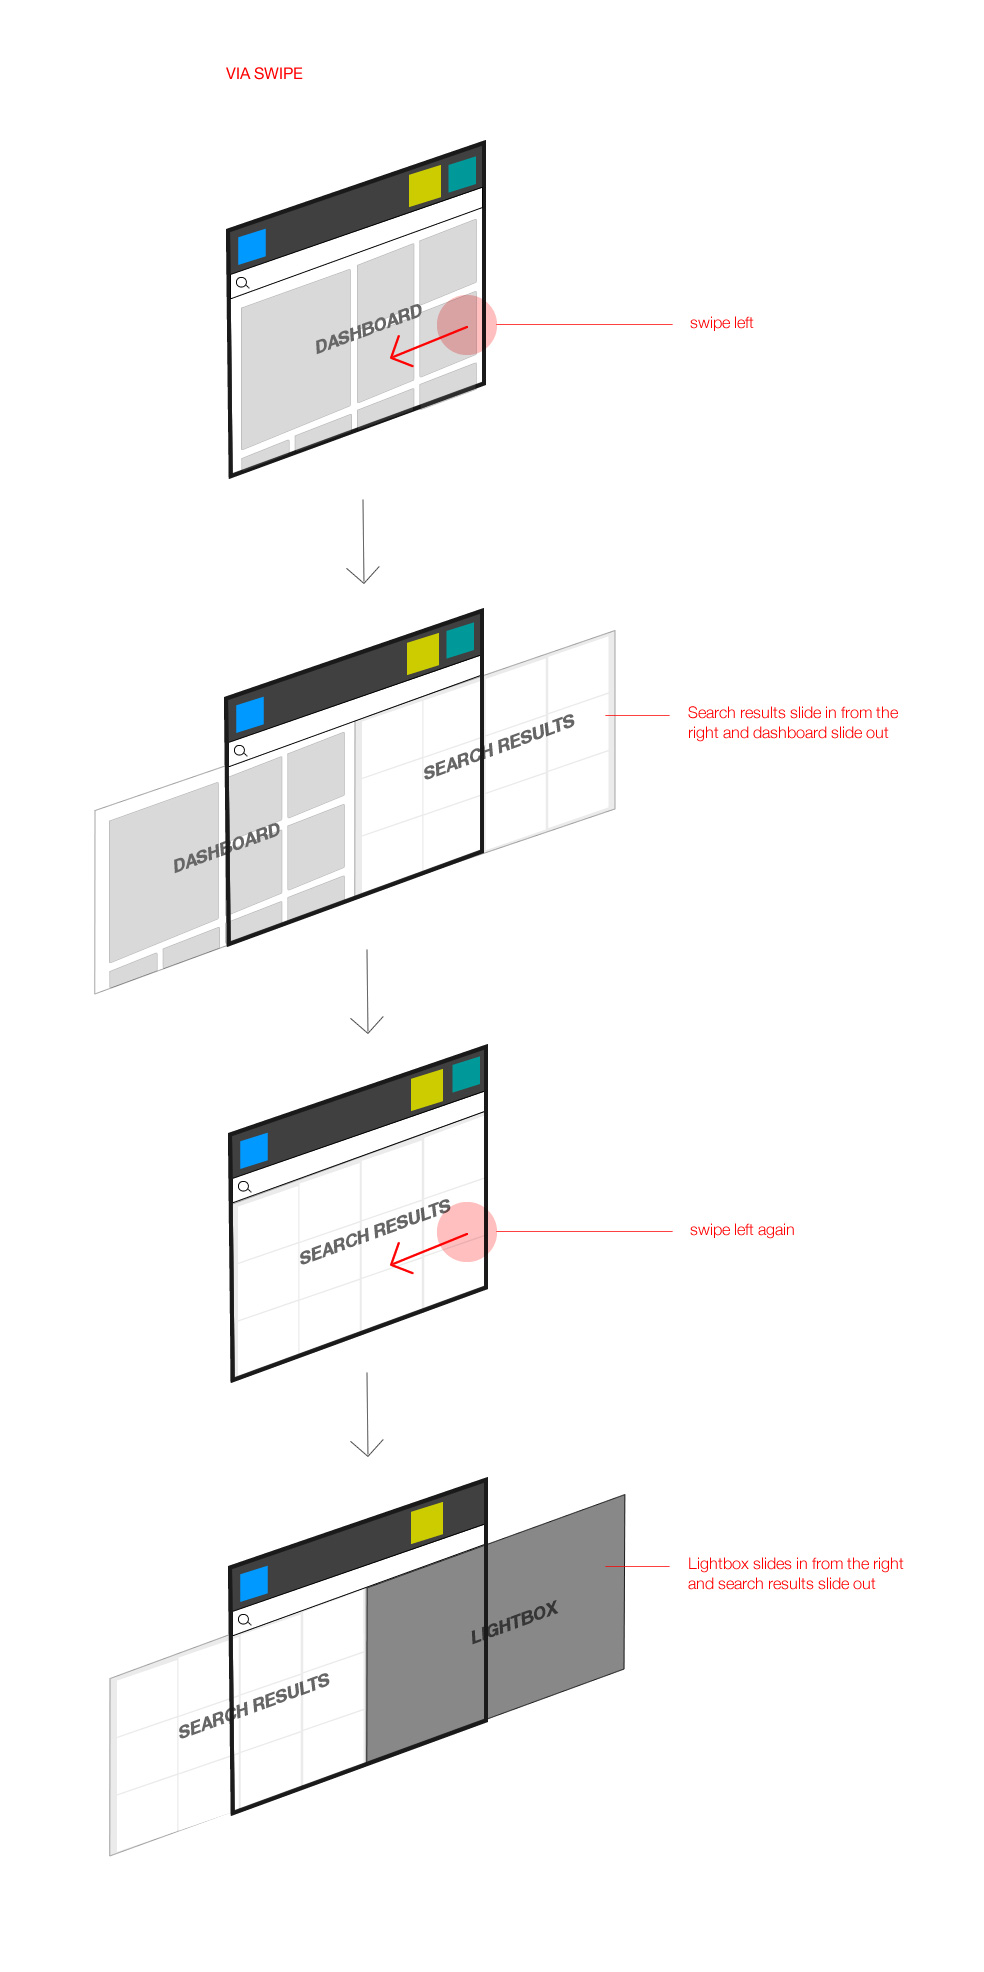 VIA SWIPE
DASHBOARD
swipe left
SEARCH RESULTS
Search results slide in from the
right and dashboard slide out
DASHBOARD
SEARCH RESULTS
swipe left again
Lightbox slides in from the right
and search results slide out
LIGHTBOX
SEARCH RESULTS